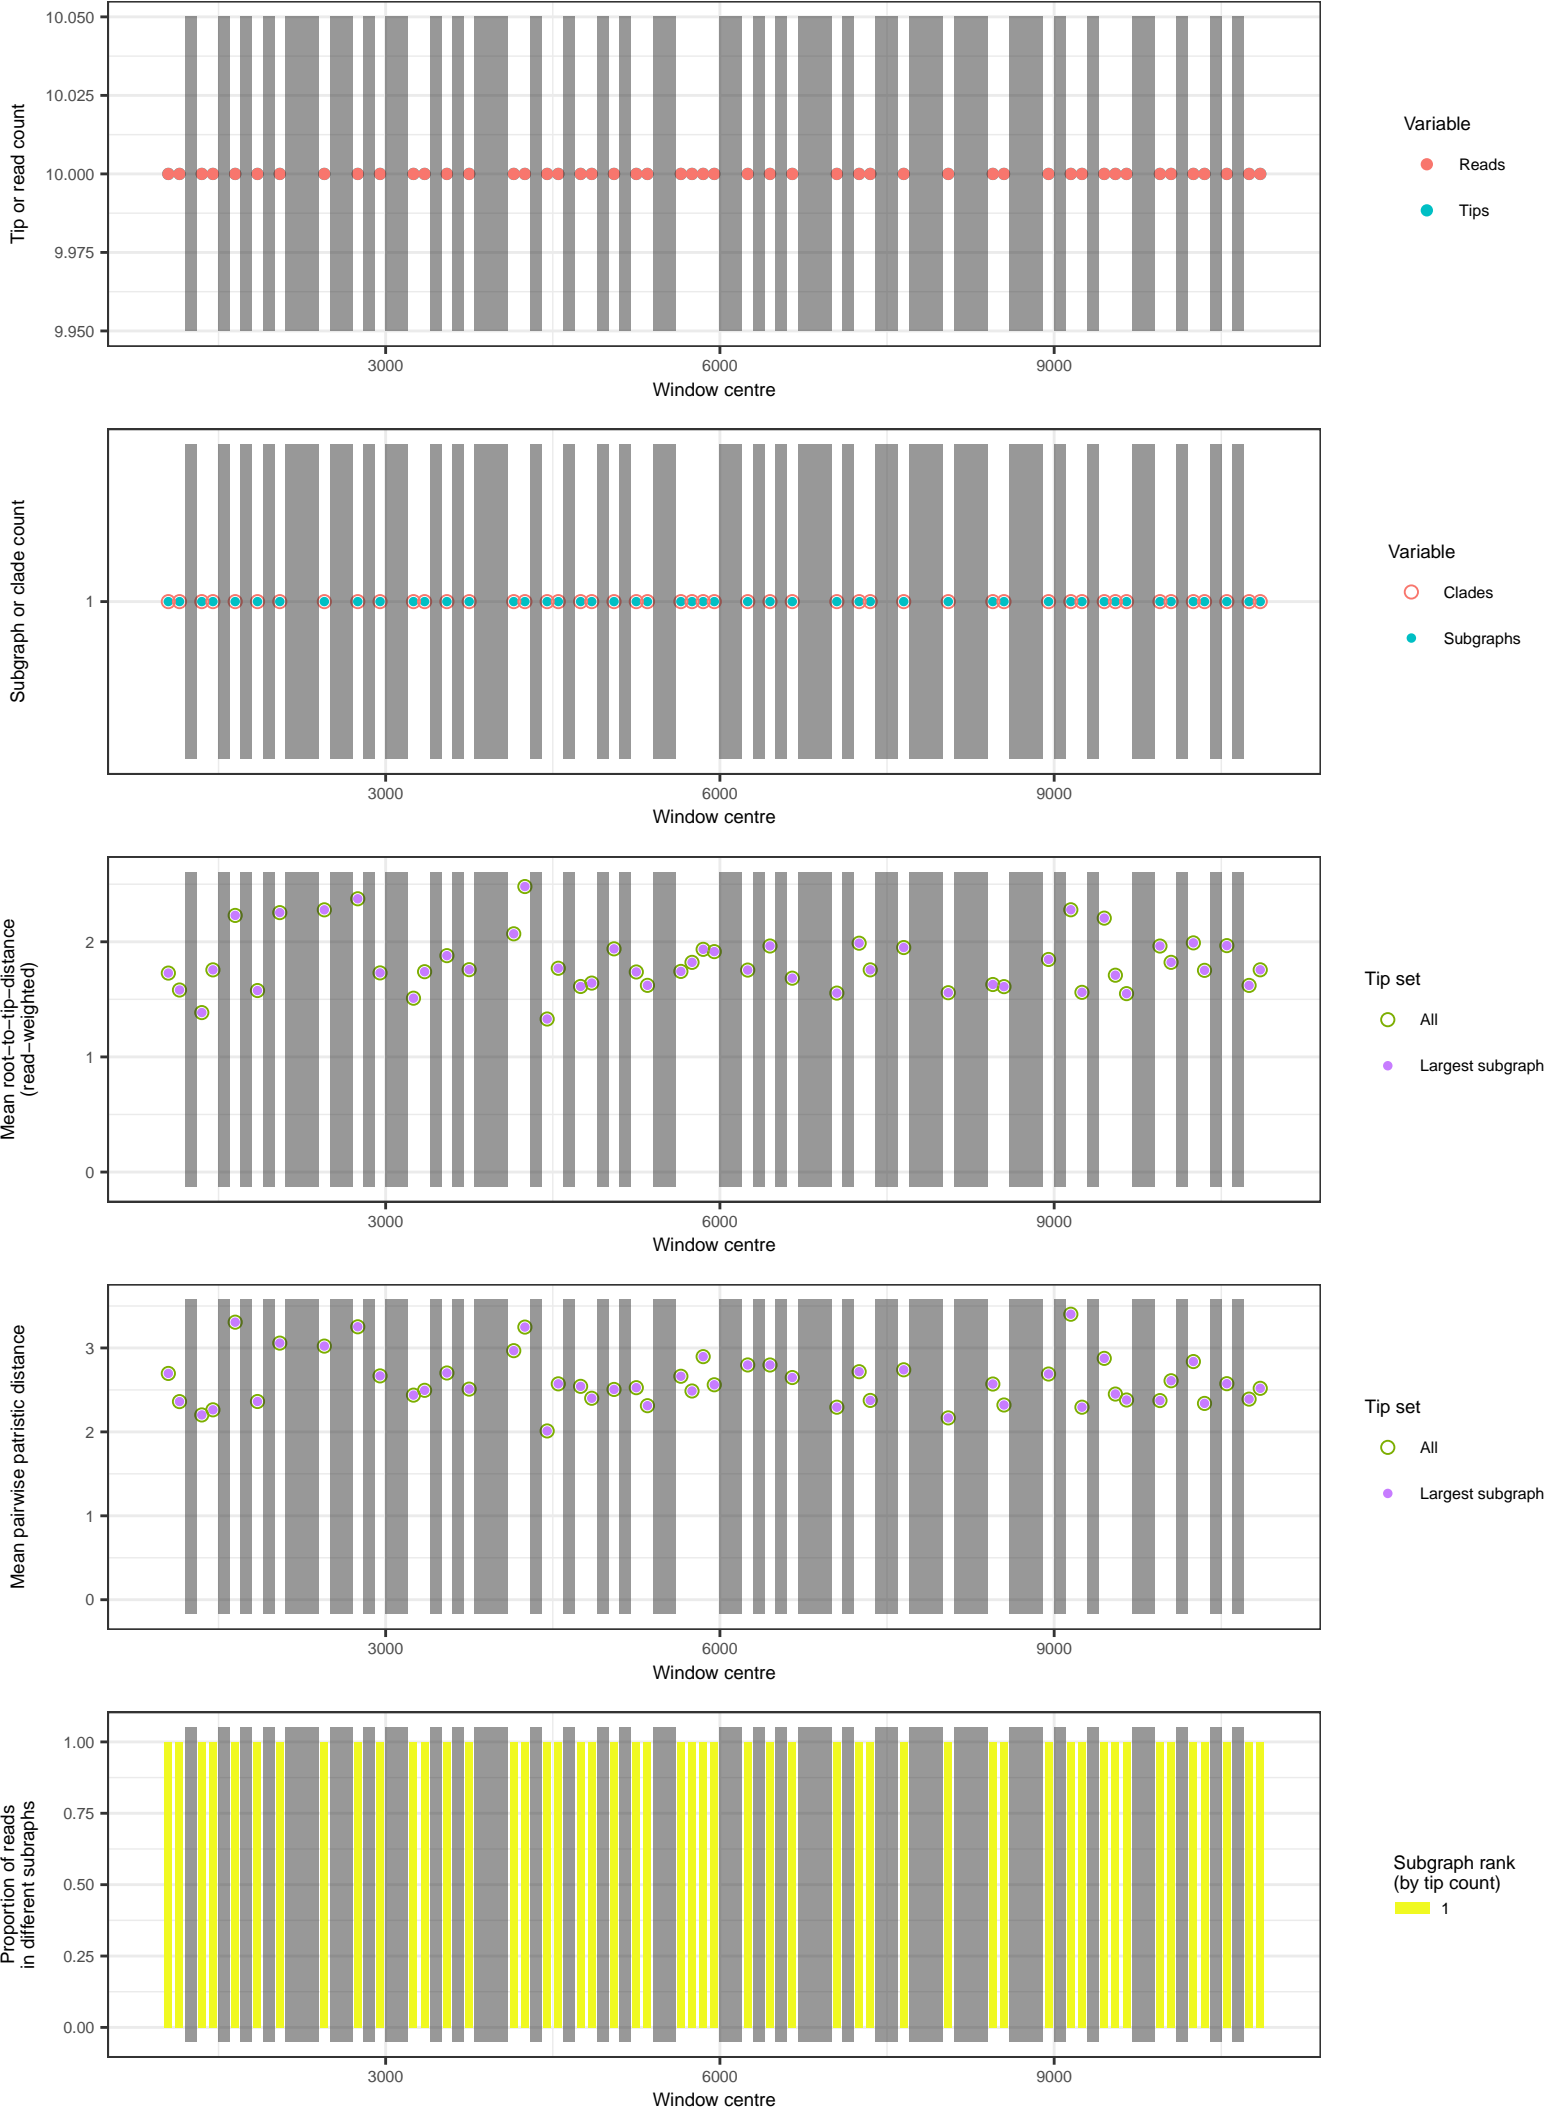 10.050
10.025
10.000
9.975
9.950
Tip or read count
3000
6000
9000
Window centre
Variable
Reads
Tips
1
Subgraph or clade count
3000
6000
9000
Window centre
Variable
Clades
Subgraphs
2
1
0
Mean root−to−tip−distance
(read−weighted)
3000
6000
9000
Window centre
Tip set
All
Largest subgraph
3
2
1
0
Mean pairwise patristic distance
3000
6000
9000
Window centre
Tip set
All
Largest subgraph
1.00
0.75
0.50
0.25
0.00
Proportion of reads
in different subraphs
3000
6000
9000
Window centre
Subgraph rank
(by tip count)
1